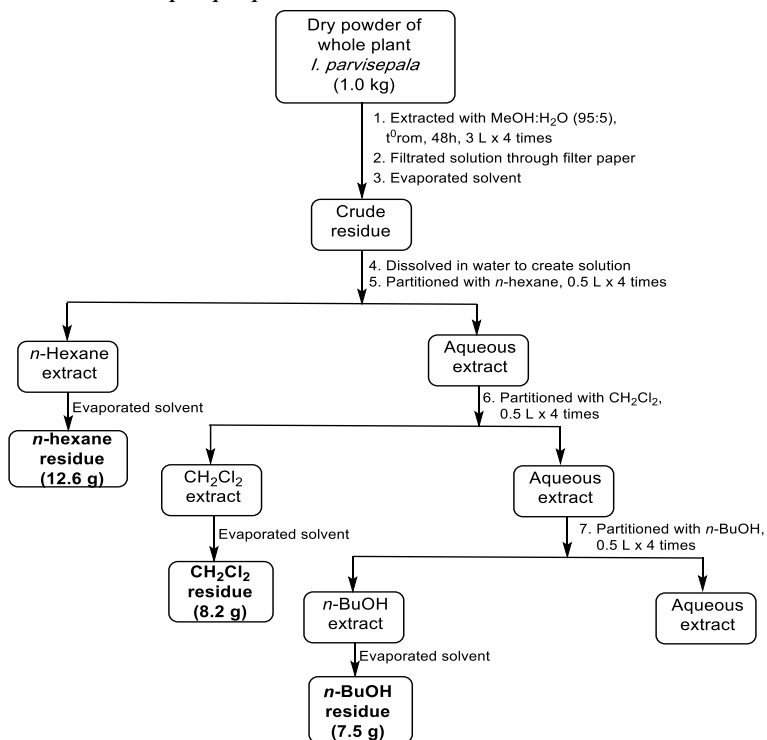 Dry powder of
whole plant
I. parvisepala
(1.0 kg)
1. Extracted with MeOH:H₂O (95:5),
t⁰rom, 48h, 3 L x 4 times
2. Filtrated solution through filter paper
3. Evaporated solvent
Crude
residue
4. Dissolved in water to create solution
5. Partitioned with n-hexane, 0.5 L x 4 times
n-Hexane
extract
Aqueous
extract
Evaporated solvent
6. Partitioned with CH₂Cl₂,
0.5 L x 4 times
n-hexane
residue
(12.6 g)
CH₂Cl₂
extract
Aqueous
extract
Evaporated solvent
7. Partitioned with n-BuOH,
0.5 L x 4 times
CH₂Cl₂
residue
(8.2 g)
n-BuOH
extract
Aqueous
extract
Evaporated solvent
n-BuOH
residue
(7.5 g)